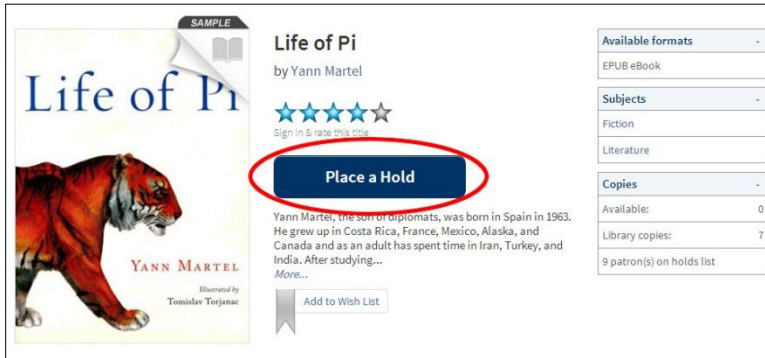 SAMPLE
Life of Pi
YANN MARTEL
Illustrated by
Tomislav Torjanac
Life of Pi
by Yann Martel
Sign in & rate this title.
Place a Hold
Yann Martel, the son of diplomats, was born in Spain in 1963.
He grew up in Costa Rica, France, Mexico, Alaska, and
Canada and as an adult has spent time in Iran, Turkey, and
India. After studying...
More...
Add to Wish List
Available formats -
EPUB eBook
Subjects -
Fiction
Literature
Copies -
Available: 0
Library copies: 7
9 patron(s) on holds list